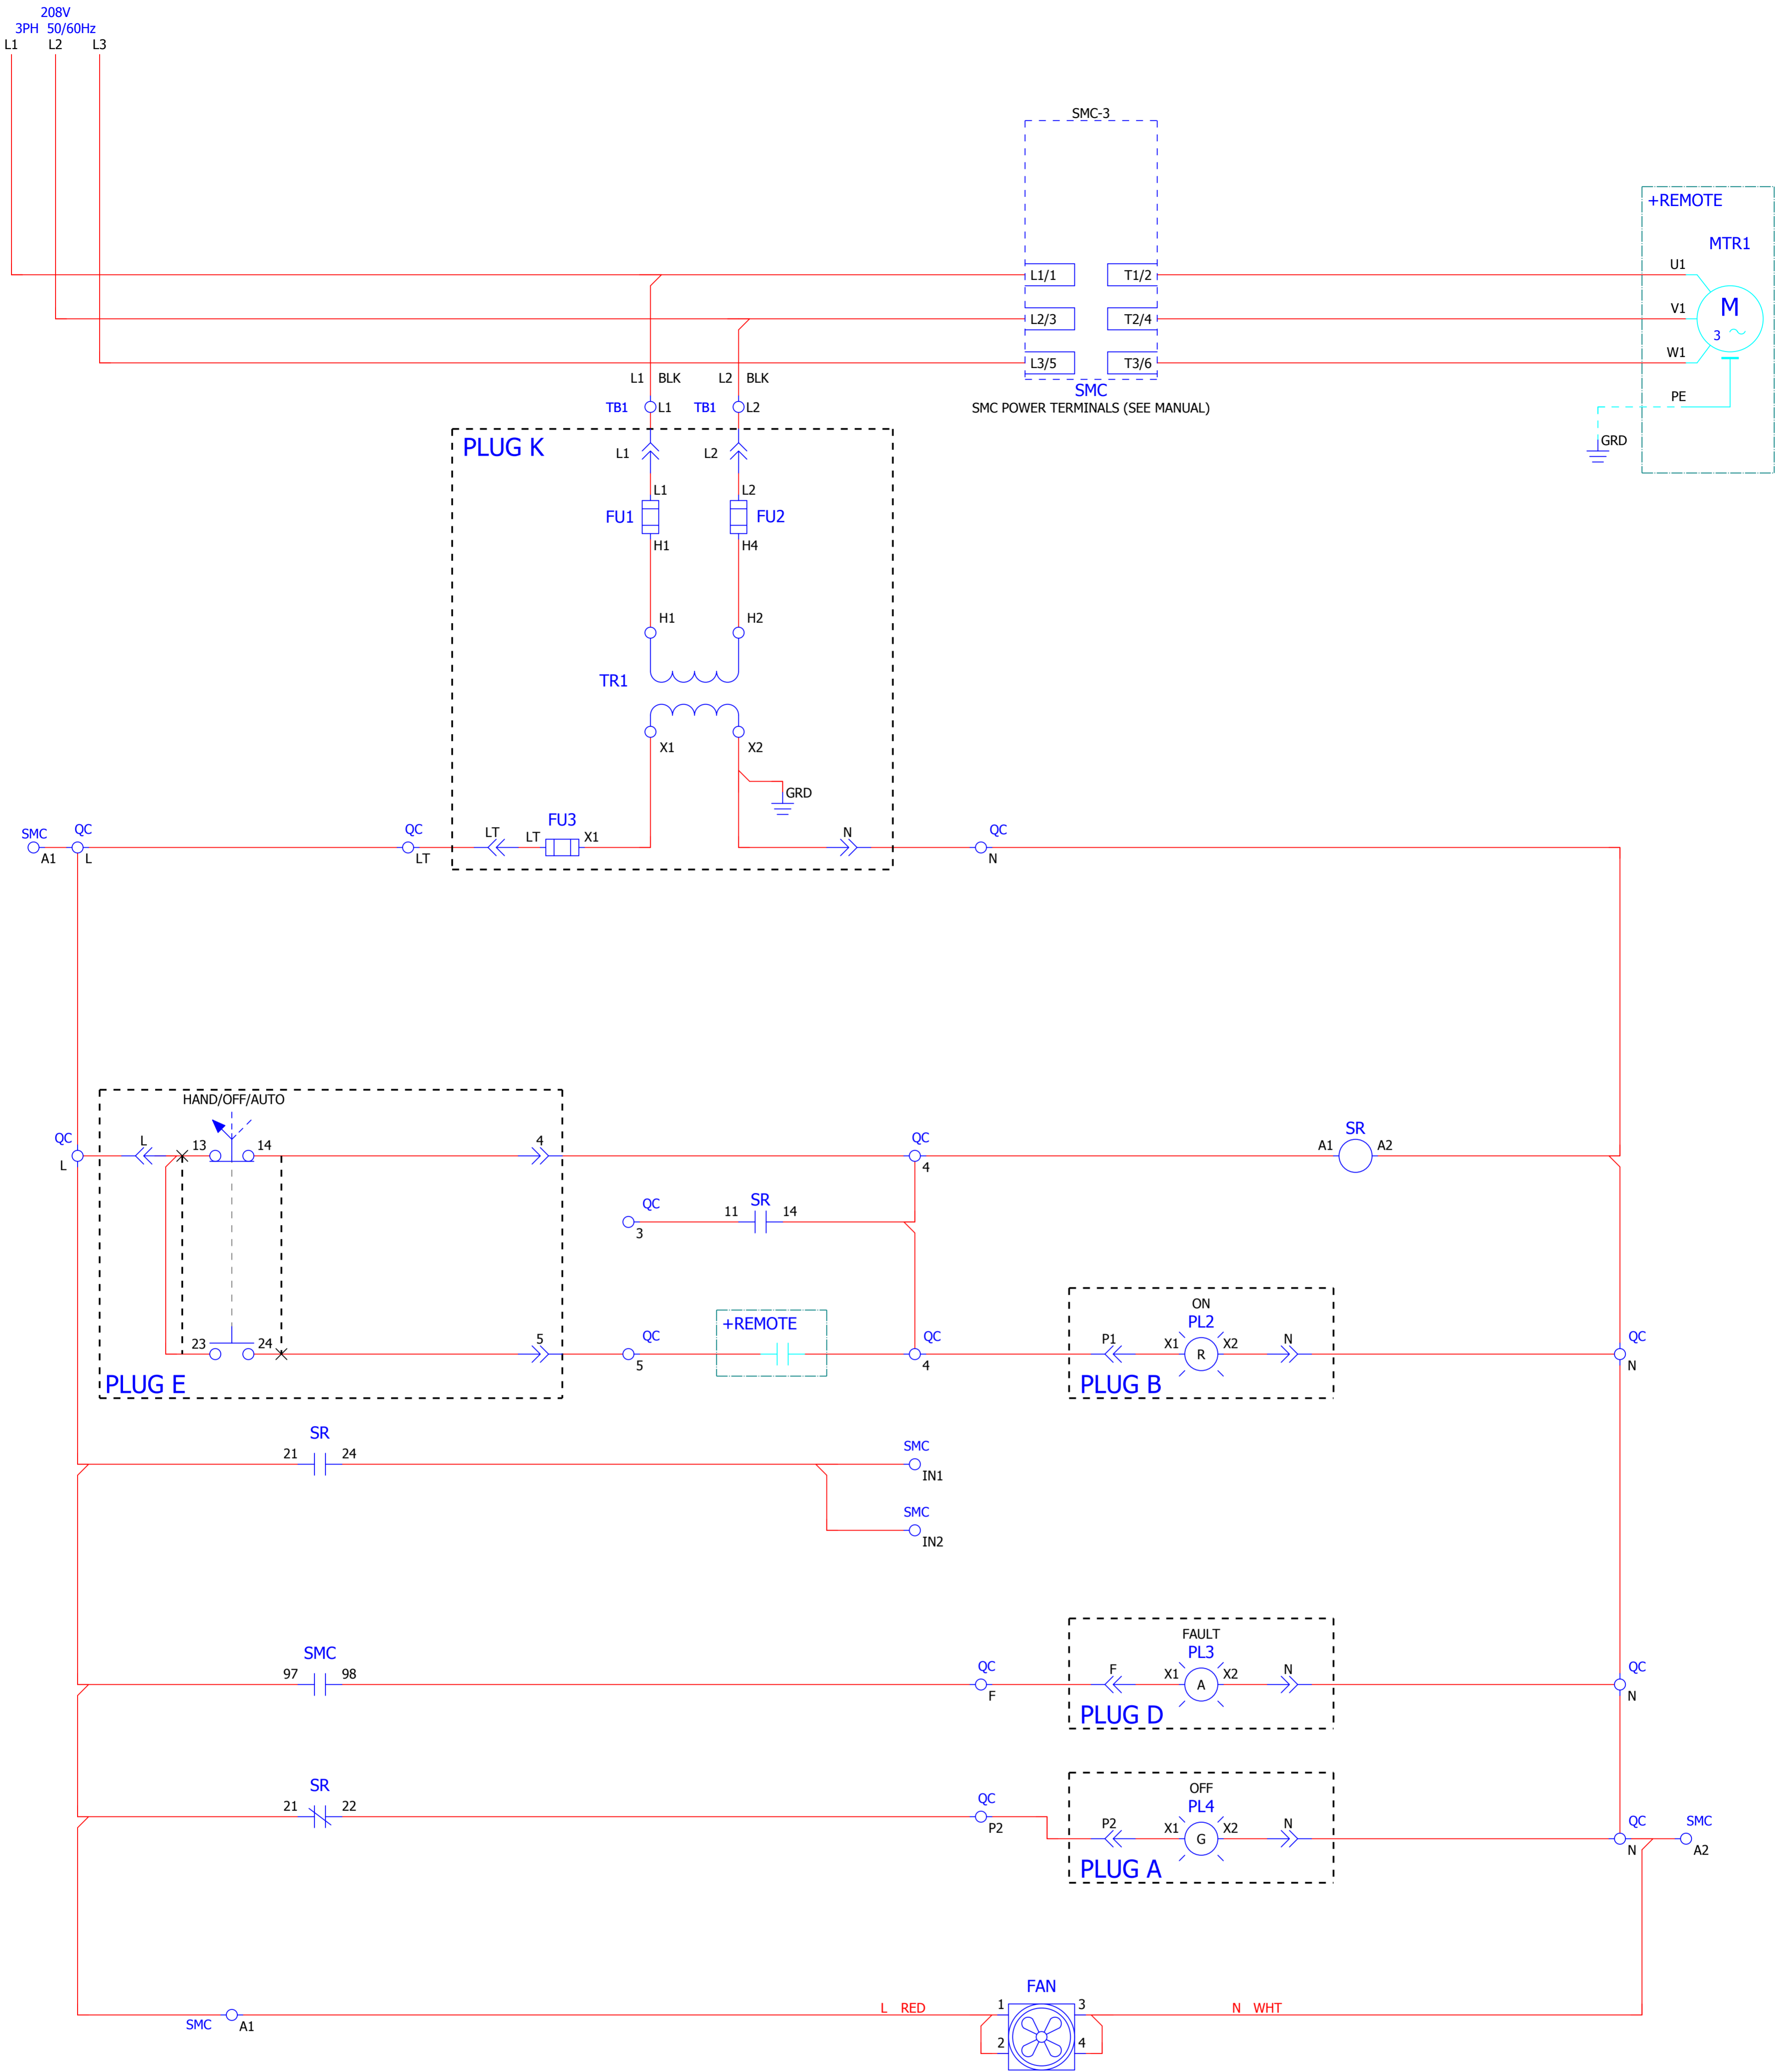 208V
3PH 50/60Hz
L1 L2 L3
SMC-3
+REMOTE
MTR1
U1
L1/1 T1/2
V1 M
L2/3 T2/4
3
W1
L3/5 T3/6
L1 BLK L2 BLK
SMC
PE
TB1 L1 TB1 L2
SMC POWER TERMINALS (SEE MANUAL)
GRD
PLUG K
L1 L2
L1 L2
FU1 FU2
H1 H4
H1 H2
TR1
X1 X2
GRD
FU3
SMC QC QC LT LT X1 N QC
A1 L LT N
HAND/OFF/AUTO
QC L 13 14 4 QC SR
A1 A2
L 4
QC 11 SR 14
3
ON
+REMOTE PL2
23 24 5 QC QC P1 X1 X2 N QC
R
5 4 N
PLUG E PLUG B
SR
21 24 SMC
IN1
SMC
IN2
FAULT
SMC PL3
97 98 QC F X1 X2 N QC
A
F N
PLUG D
SR OFF
21 22 QC PL4
P2 P2 X1 X2 N QC SMC
G
N A2
PLUG A
FAN
L RED 1 3 N WHT
SMC A1
2 4